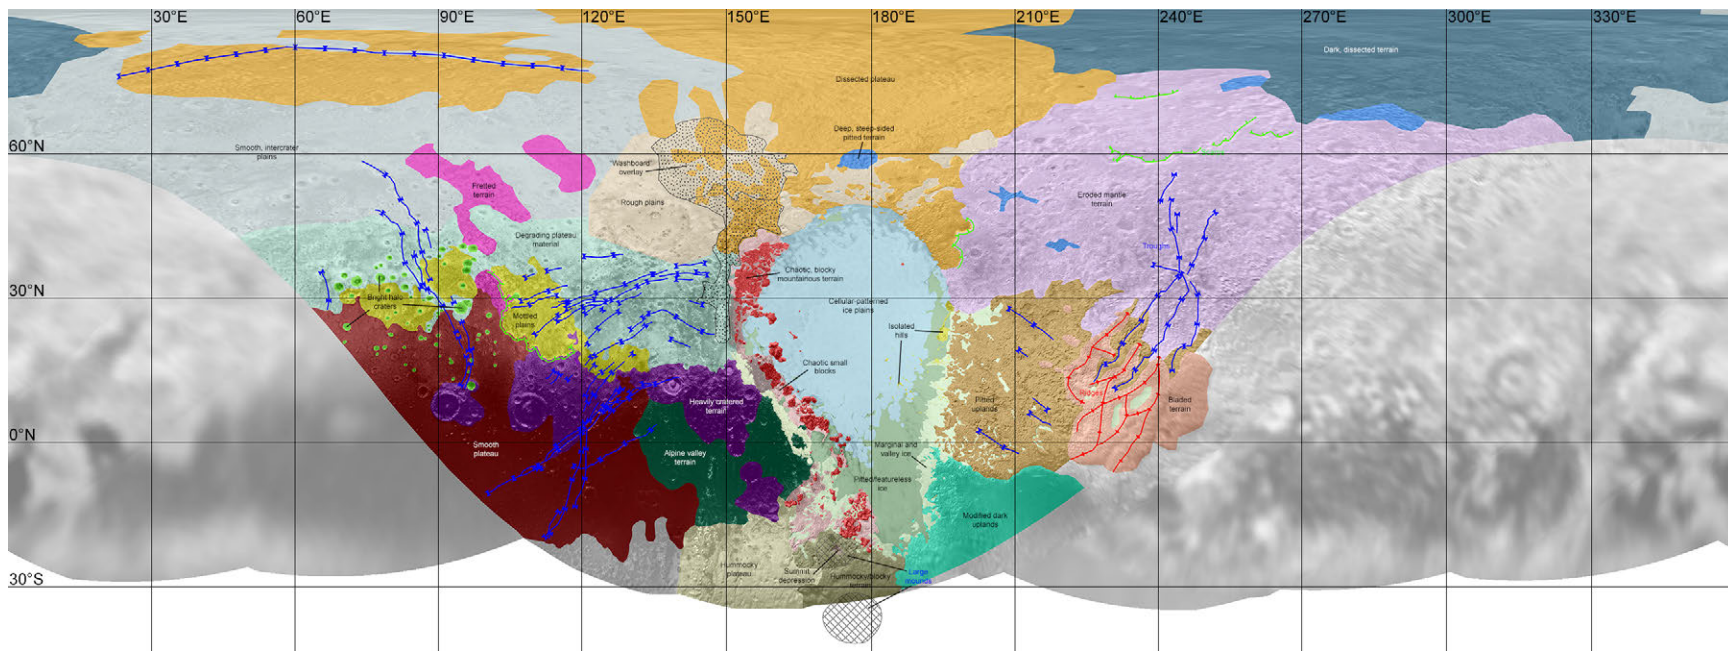 30°E 60°E 90°E 120°E 150°E 180°E 210°E 240°E 270°E 300°E 330°E
Dark, dissected terrain
Dissected plateau
Deep, steep-sided
pitted terrain
60°N
Smooth, intercrater
plains
"Washboard"
overlay
Fretted
terrain
Rough plains
Eroded mantle
terrain
Degrading plateau
material
Troughs
Chaotic, blocky
mountainous terrain
30°N
Bright halo
craters
Cellular-patterned
ice plains
Mottled
plains
Isolated
hills
Chaotic small
blocks
Ridges
Heavily cratered
terrain
Pitted
uplands
Bladed
terrain
0°N
Smooth
plateau
Alpine valley
terrain
Marginal and
valley ice
Pitted/featureless
ice
Modified dark
uplands
30°S
Hummocky
plateau
Summit
depression
Hummocky/blocky
terrain
Large
mounds